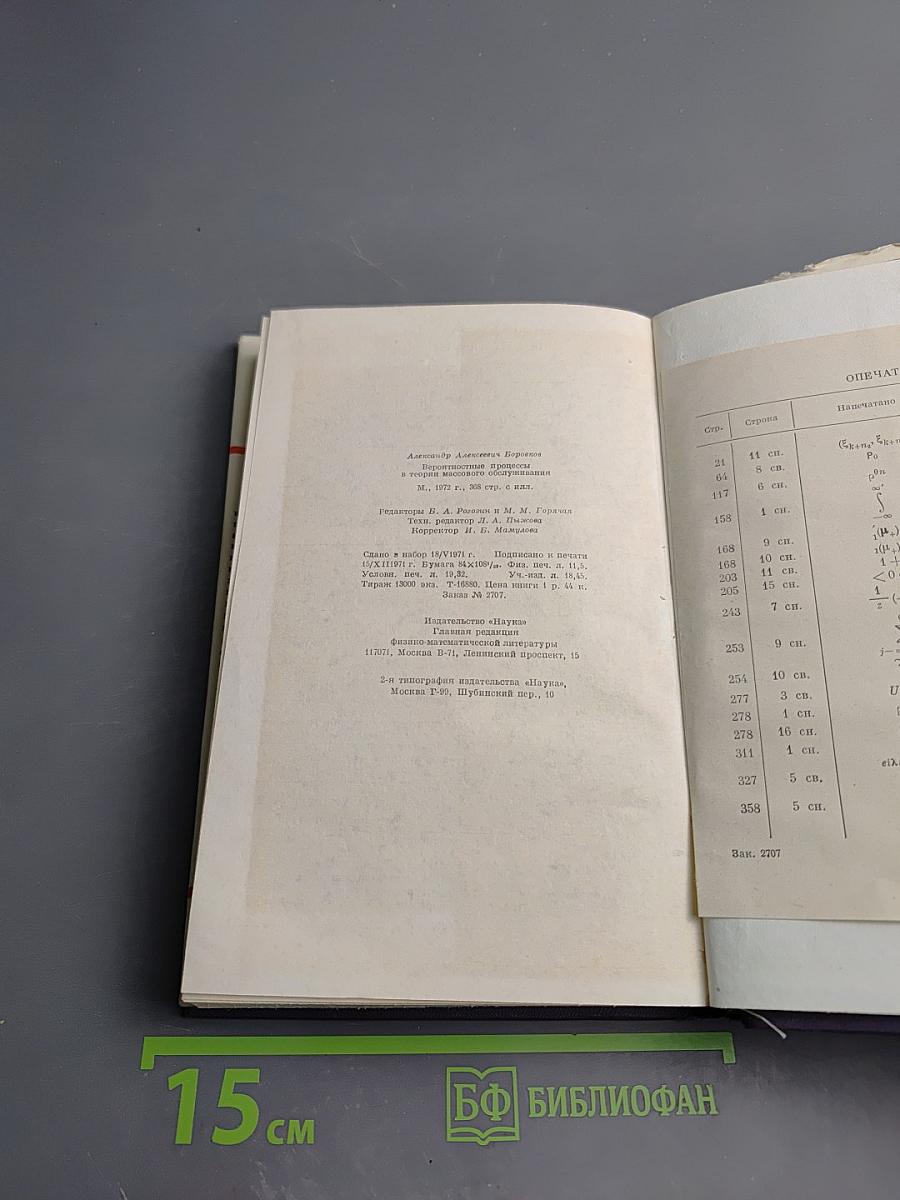 Александр Алексеевич Боровков
Вероятностные процессы
в теории массового обслуживания
М., 1972 г., 368 стр. с илл.
Редакторы Б. А. Рогозин и М. М. Горячая
Техн. редактор Л. А. Пыжова
Корректор И. Б. Мамулова
Сдано в набор 18/V1971 г. Подписано к печати
15/XII1971 г. Бумага 84×108¹/₃₂. Физ. печ. л. 11,5.
Условн. печ. л. 19,32. Уч.-изд. л. 18,45.
Тираж 13000 экз. Т-16880. Цена книги 1 р. 44 к.
Заказ № 2707.
Издательство «Наука»
Главная редакция
физико-математической литературы
117071, Москва В-71, Ленинский проспект, 15
2-я типография издательства «Наука»,
Москва Г-99, Шубинский пер., 10
ОПЕЧАТ
Стр. Строка Напечатано
21 11 сн.
64 8 св. P₀
117 6 сн.
158 1 сн.
168 9 сн.
168 10 сн.
203 11 св. 1 +
205 15 сн. < 0
243 7 сн.
253 9 сн.
254 10 св.
277 3 св. U
278 1 сн.
278 16 сн.
311 1 сн.
327 5 св.
358 5 сн.
Зак. 2707
15 см
БФ БИБЛИОФАН